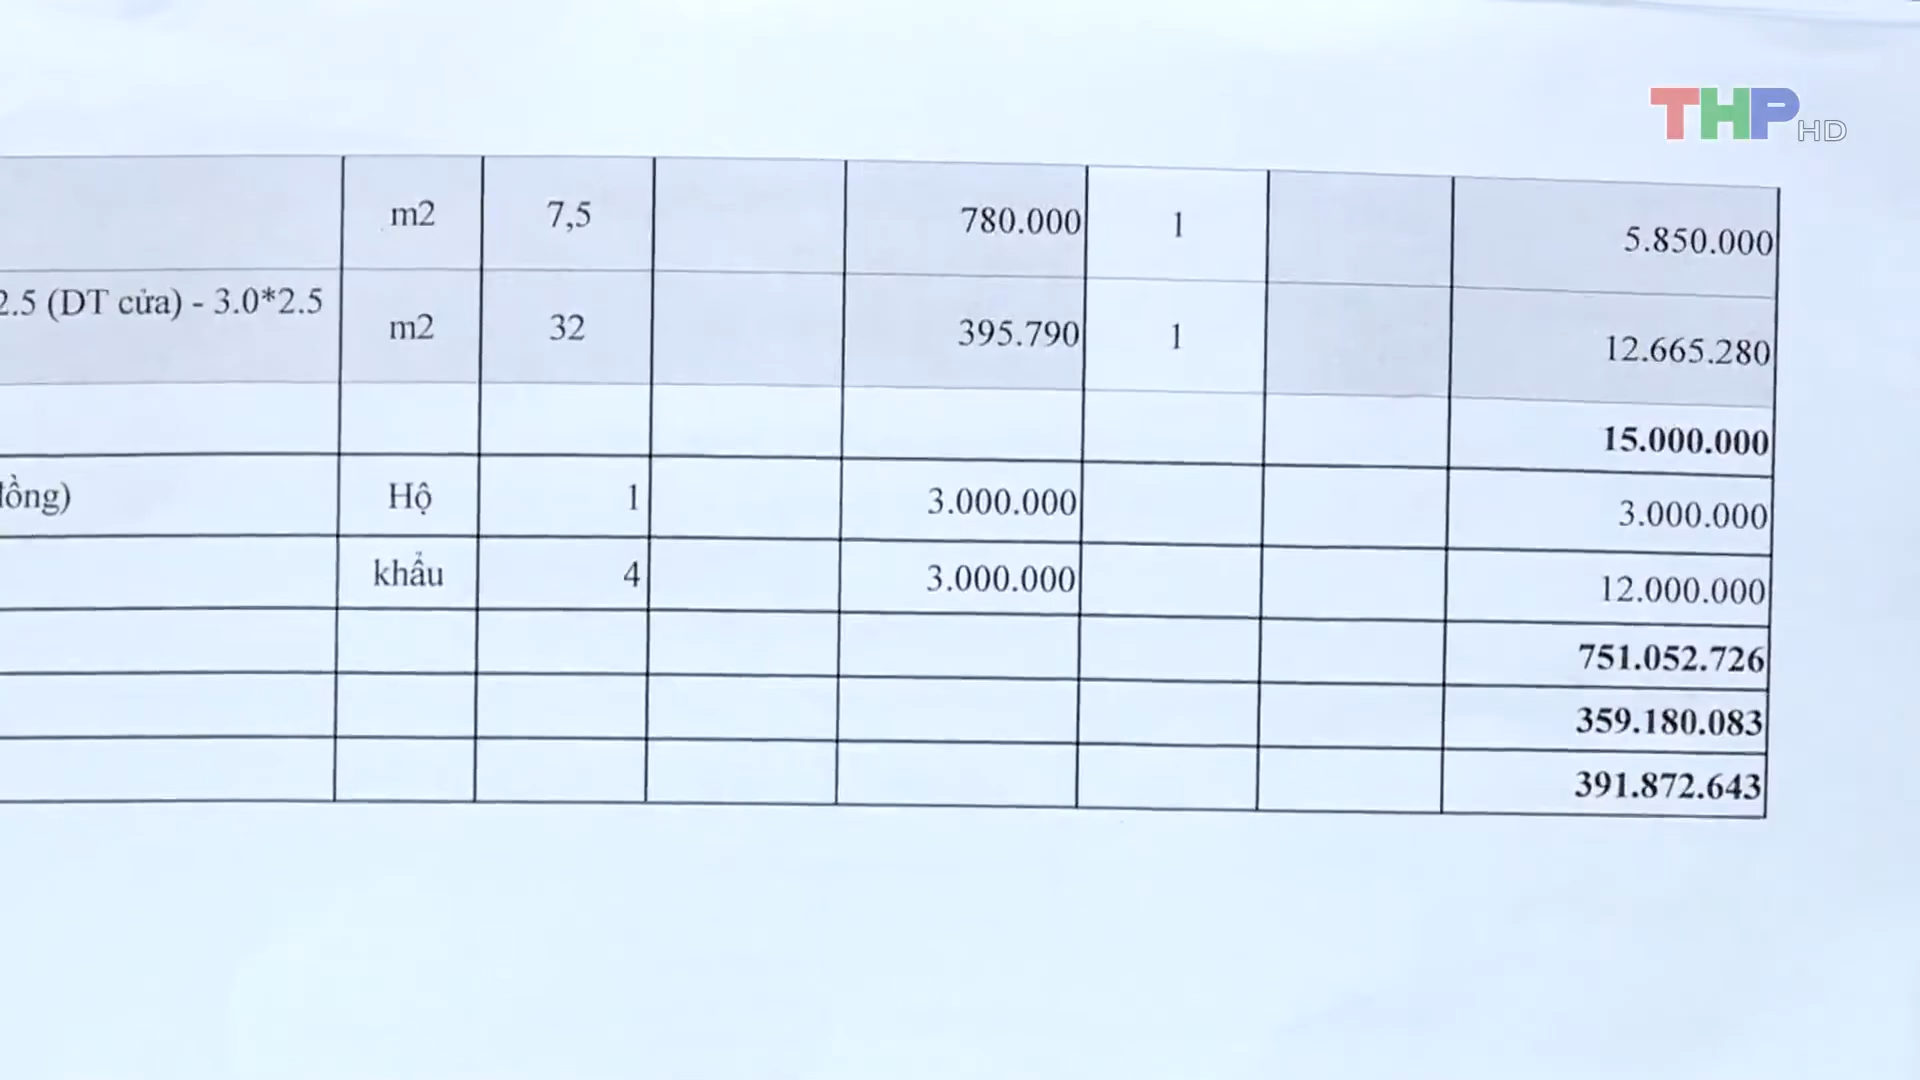 THP HD
m2 7,5 780.000 1 5.850.000
2.5 (DT cửa) - 3.0*2.5
m2 32 395.790 1 12.665.280
15.000.000
đồng) Hộ 1 3.000.000 3.000.000
khẩu 4 3.000.000 12.000.000
751.052.726
359.180.083
391.872.643